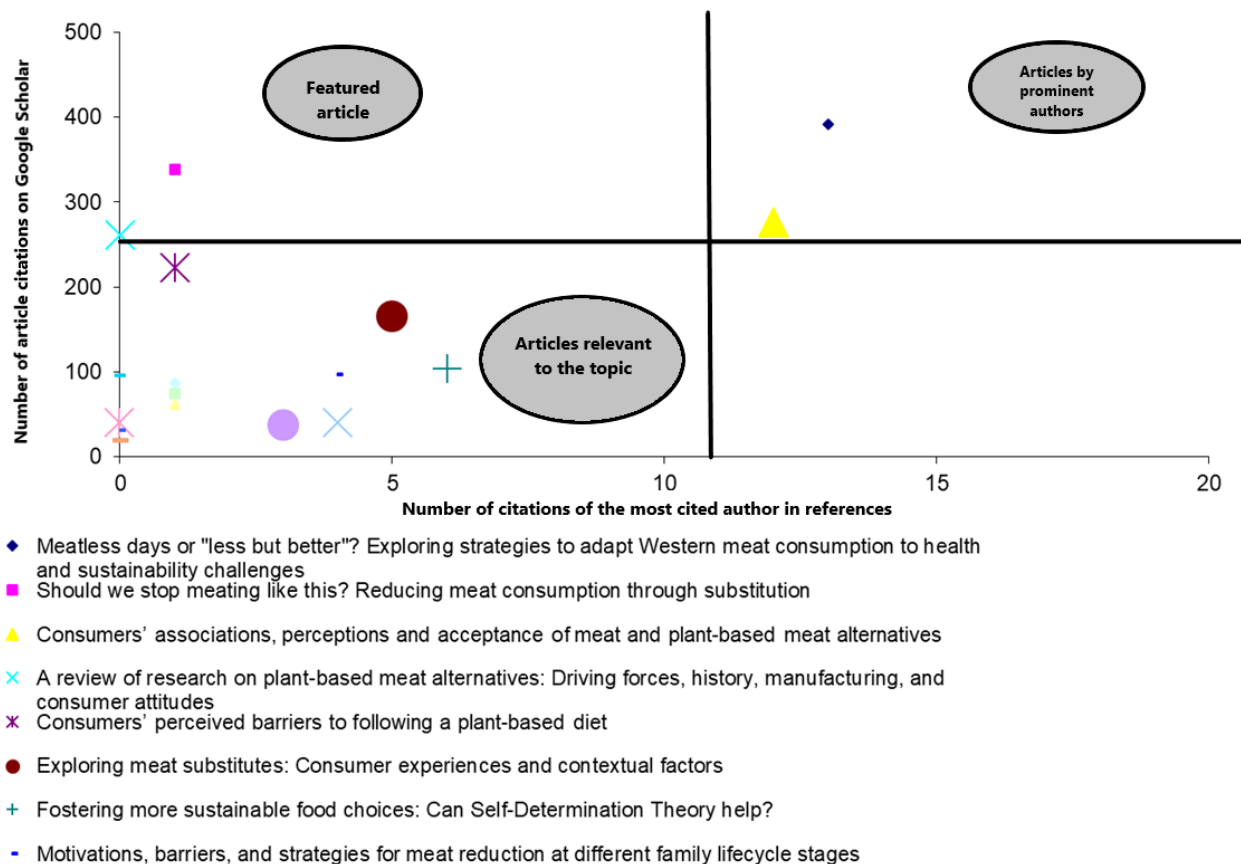 500
400
300
200
100
0
Number of article citations on Google Scholar
Featured
article
Articles by
prominent
authors
Articles relevant
to the topic
0
5
10
15
20
Number of citations of the most cited author in references
Meatless days or "less but better"? Exploring strategies to adapt Western meat consumption to health
and sustainability challenges
Should we stop meating like this? Reducing meat consumption through substitution
Consumers’ associations, perceptions and acceptance of meat and plant-based meat alternatives
A review of research on plant-based meat alternatives: Driving forces, history, manufacturing, and
consumer attitudes
Consumers’ perceived barriers to following a plant-based diet
Exploring meat substitutes: Consumer experiences and contextual factors
Fostering more sustainable food choices: Can Self-Determination Theory help?
Motivations, barriers, and strategies for meat reduction at different family lifecycle stages